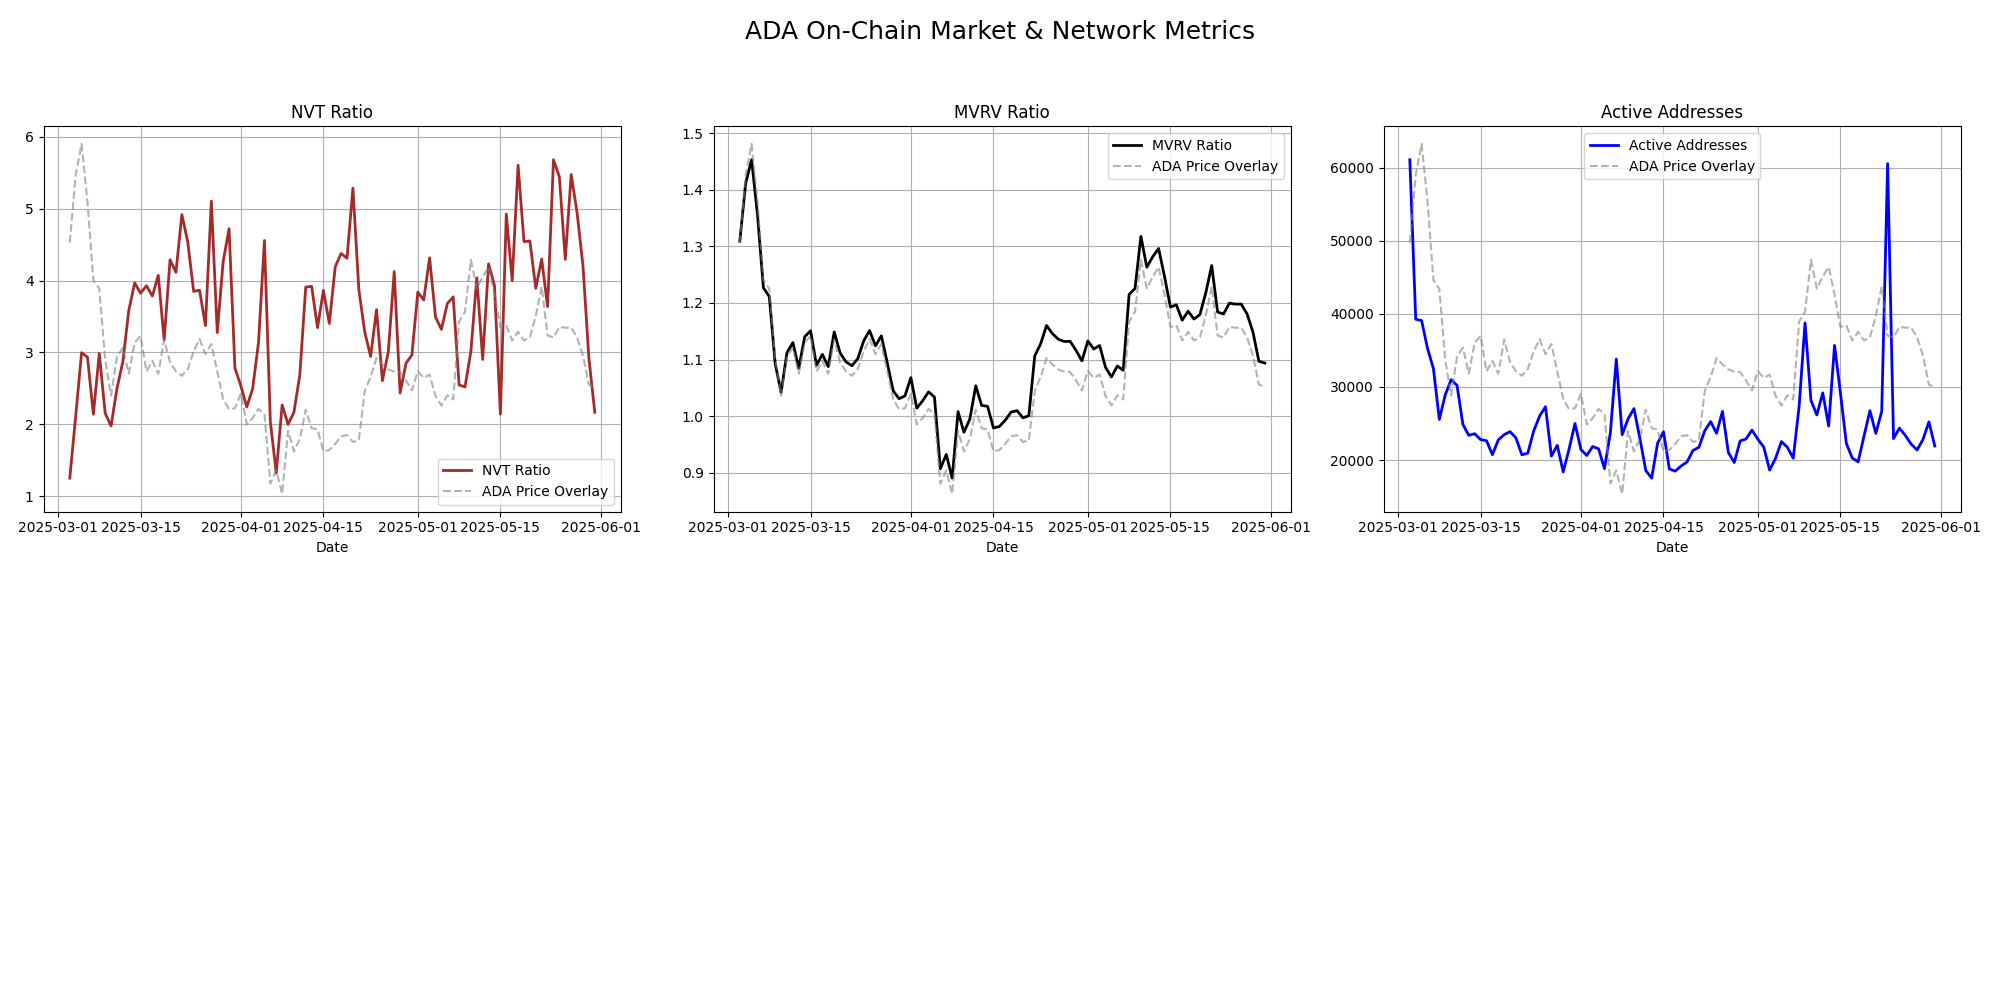 ADA On-Chain Market & Network Metrics
NVT Ratio
6
5
4
3
2
1
NVT Ratio
ADA Price Overlay
2025-03-01 2025-03-15 2025-04-01 2025-04-15 2025-05-01 2025-05-15 2025-06-01
Date
MVRV Ratio
1.5
1.4
1.3
1.2
1.1
1.0
0.9
MVRV Ratio
ADA Price Overlay
2025-03-01 2025-03-15 2025-04-01 2025-04-15 2025-05-01 2025-05-15 2025-06-01
Date
Active Addresses
60000
50000
40000
30000
20000
Active Addresses
ADA Price Overlay
2025-03-01 2025-03-15 2025-04-01 2025-04-15 2025-05-01 2025-05-15 2025-06-01
Date